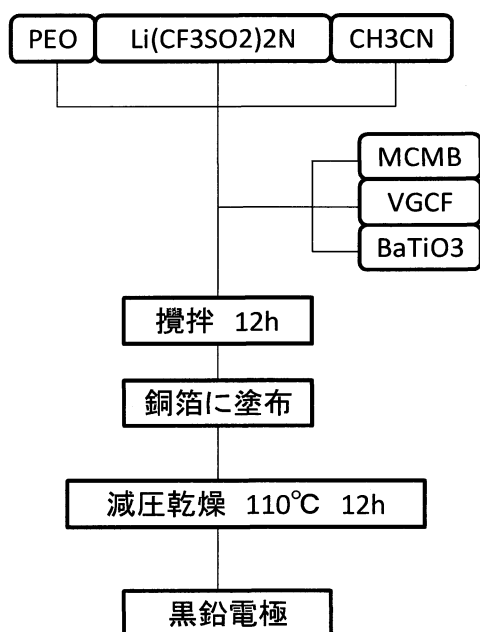 PEO Li(CF3SO2)2N CH3CN
MCMB
VGCF
BaTiO3
攪拌 12h
銅箔に塗布
減圧乾燥 110℃ 12h
黒鉛電極